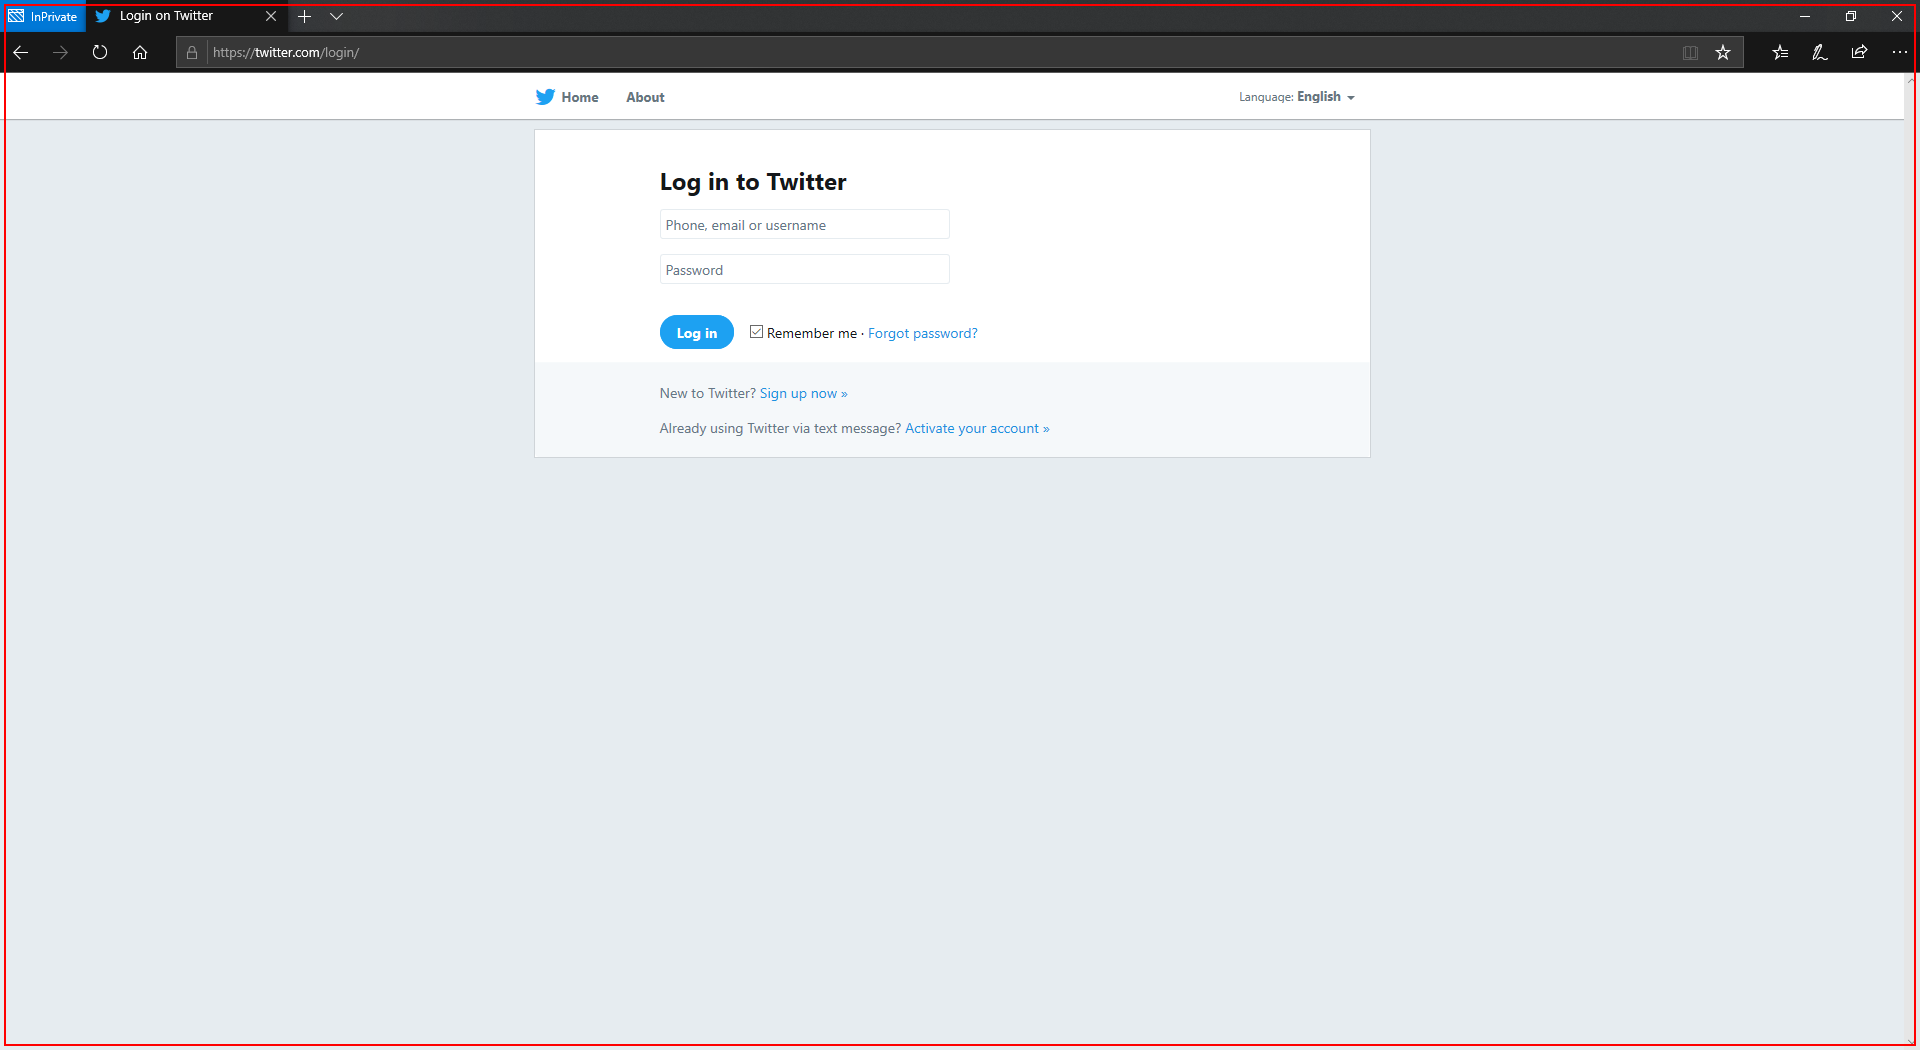 InPrivate
Login on Twitter
https://twitter.com/login/
Home About
Language: English
Log in to Twitter
Phone, email or username
Password
Log in
Remember me · Forgot password?
New to Twitter? Sign up now »
Already using Twitter via text message? Activate your account »